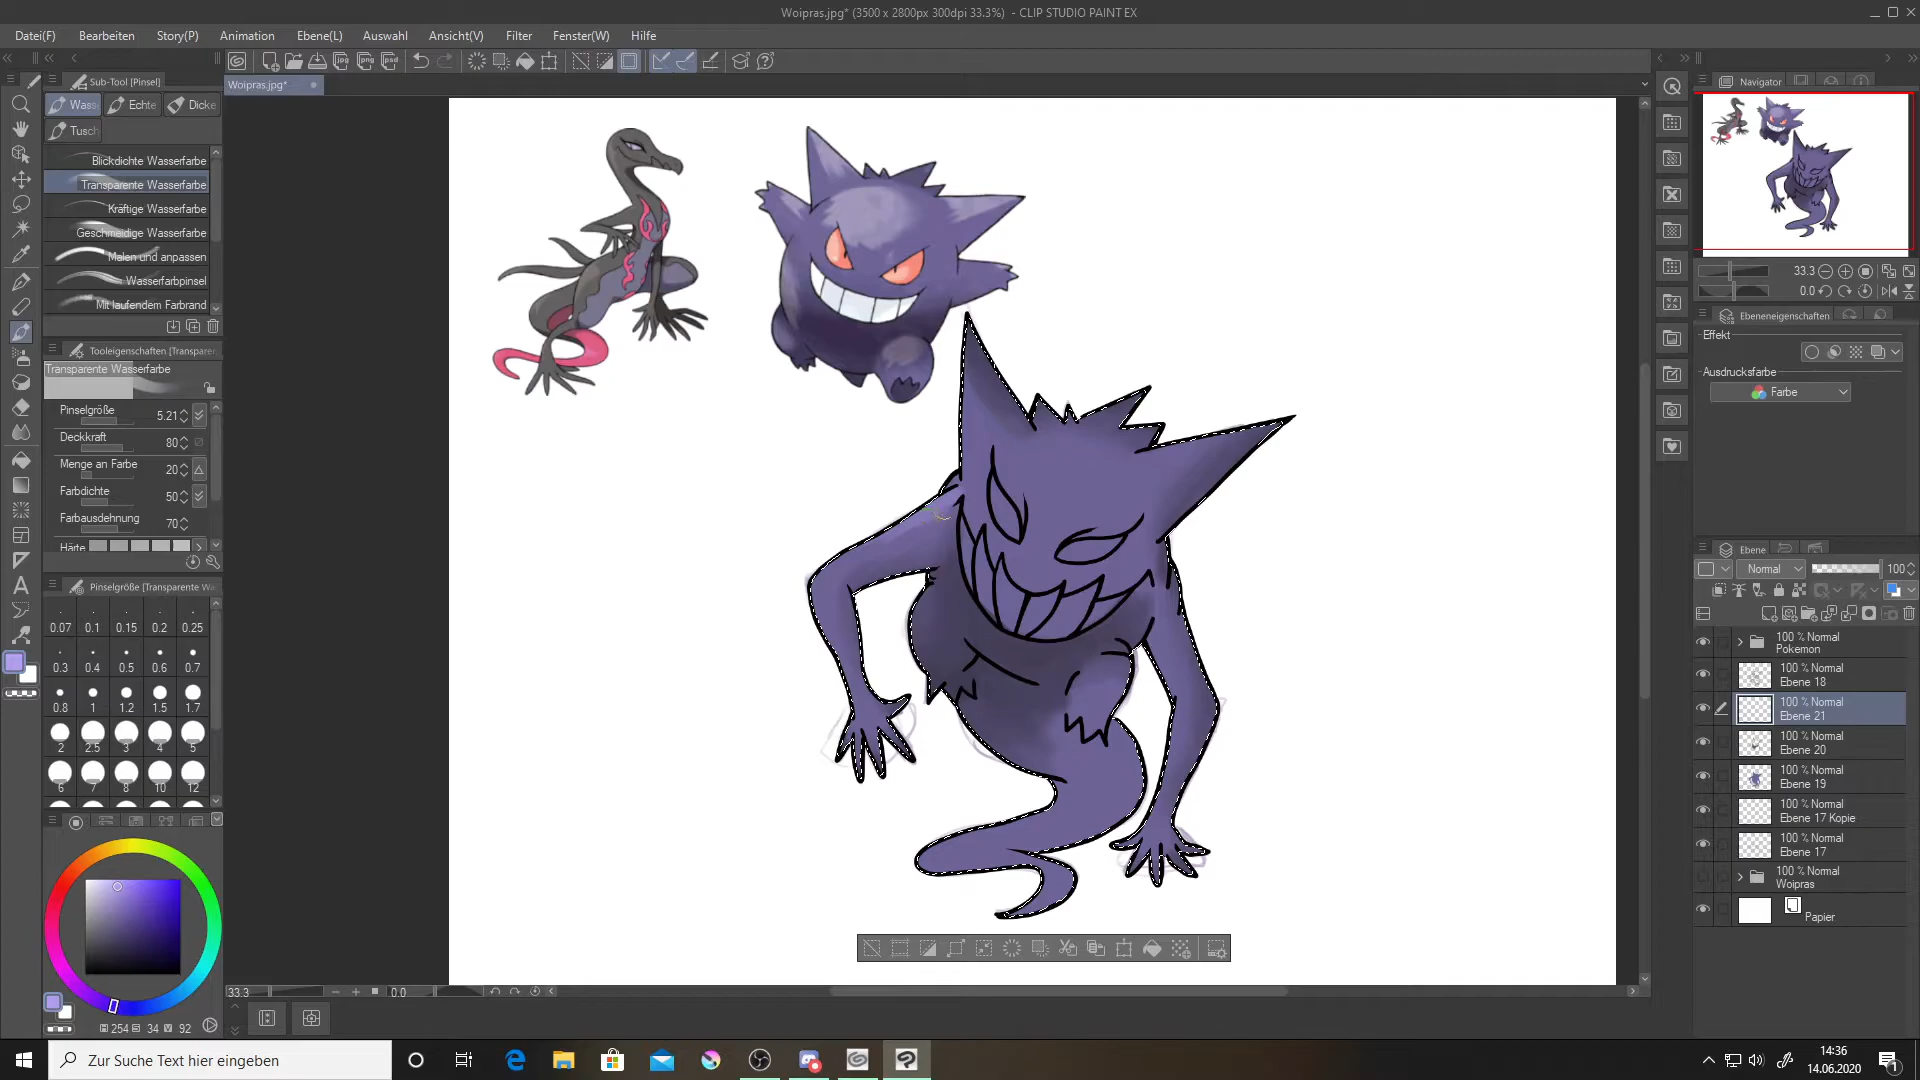 Woipras.jpg* (3500 x 2800px 300dpi 33.3%) - CLIP STUDIO PAINT EX
Datei(F) Bearbeiten Story(P) Animation Ebene(L) Auswahl Ansicht(V) Filter Fenster(W) Hilfe
Sub-Tool [Pinsel]
Woipras.jpg*
Navigator
Wass Echte Dicke
Tusch
Blickdichte Wasserfarbe
Transparente Wasserfarbe
Kräftige Wasserfarbe
Geschmeidige Wasserfarbe
Malen und anpassen
Wasserfarbpinsel
Mit laufendem Farbrand
33.3
0.0
Ebeneneigenschaften
Effekt
Ausdrucksfarbe
Farbe
Tooleigenschaften [Transparen
Transparente Wasserfarbe
Pinselgröße 5.21
Deckkraft 80
Menge an Farbe 20
Farbdichte 50
Farbausdehnung 70
Härte
Pinselgröße [Transparente Wa
0.07 0.1 0.15 0.2 0.25
0.3 0.4 0.5 0.6 0.7
0.8 1 1.2 1.5 1.7
2 2.5 3 4 5
6 7 8 10 12
Ebene
Normal 100
100 % Normal
Pokemon
100 % Normal
Ebene 18
100 % Normal
Ebene 21
100 % Normal
Ebene 20
100 % Normal
Ebene 19
100 % Normal
Ebene 17 Kopie
100 % Normal
Ebene 17
100 % Normal
Woipras
Papier
33.3 0.0
H 254 S 34 V 92
Zur Suche Text hier eingeben
14:36
14.06.2020